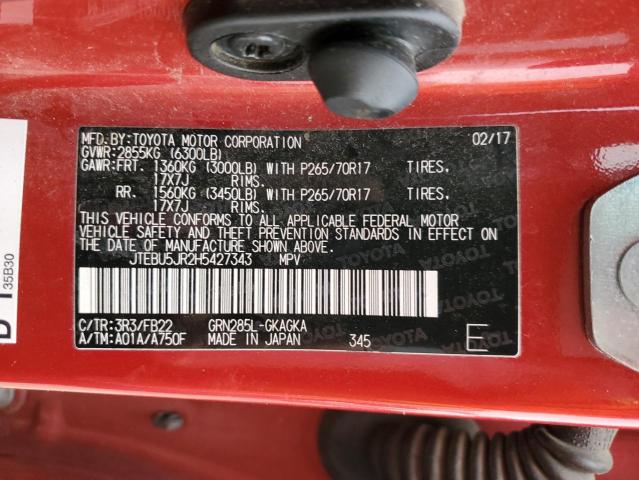 MFD.BY:TOYOTA MOTOR CORPORATION 02/17
GVWR:2855KG (6300LB)
GAWR:FRT. 1360KG (3000LB) WITH P265/70R17 TIRES,
17X7J RIMS.
RR. 1560KG (3450LB) WITH P265/70R17 TIRES,
17X7J RIMS.
THIS VEHICLE CONFORMS TO ALL APPLICABLE FEDERAL MOTOR
VEHICLE SAFETY AND THEFT PREVENTION STANDARDS IN EFFECT ON
THE DATE OF MANUFACTURE SHOWN ABOVE.
JTEBU5JR2H5427343 MPV
C/TR:3R3/FB22 GRN285L-GKAGKA
A/TM:A01A/A750F MADE IN JAPAN 345 E
35B30